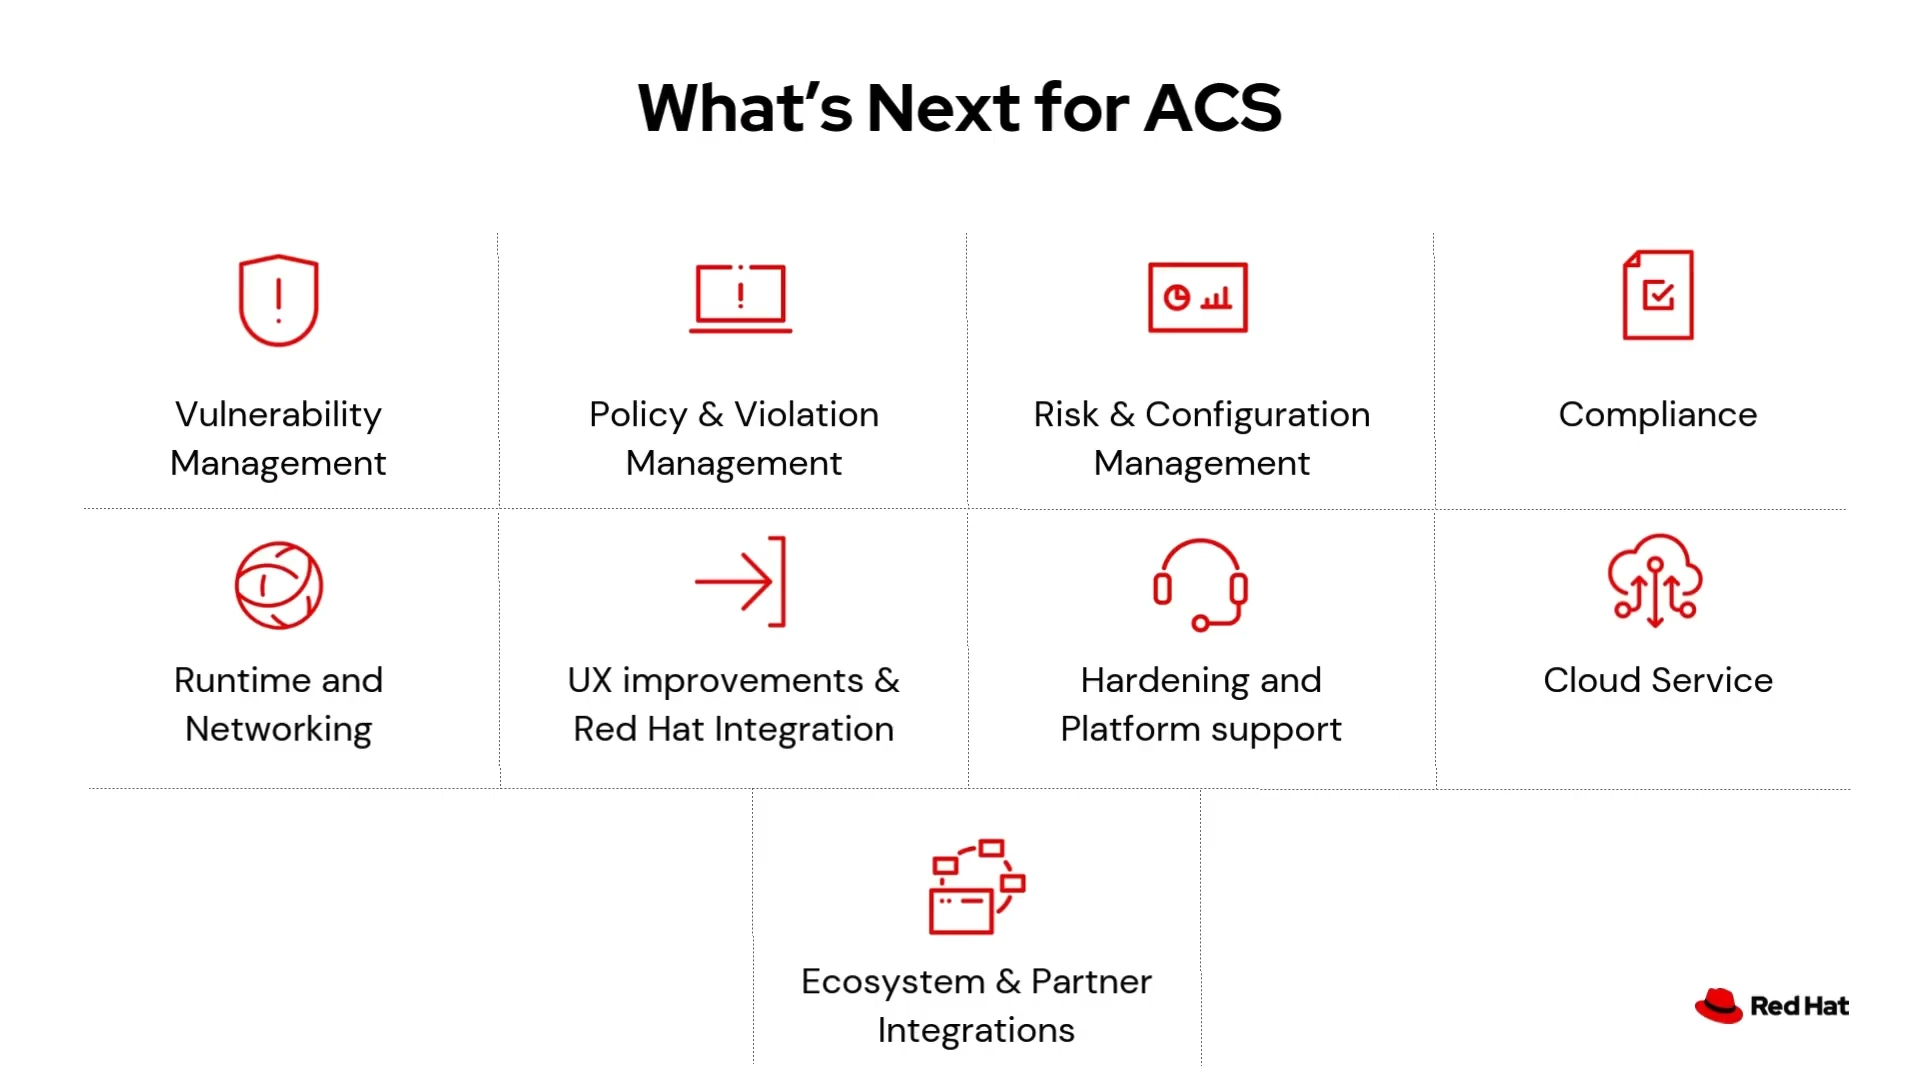 What’s Next for ACS
Vulnerability
Management
Policy & Violation
Management
Risk & Configuration
Management
Compliance
Runtime and
Networking
UX improvements &
Red Hat Integration
Hardening and
Platform support
Cloud Service
Ecosystem & Partner
Integrations
Red Hat